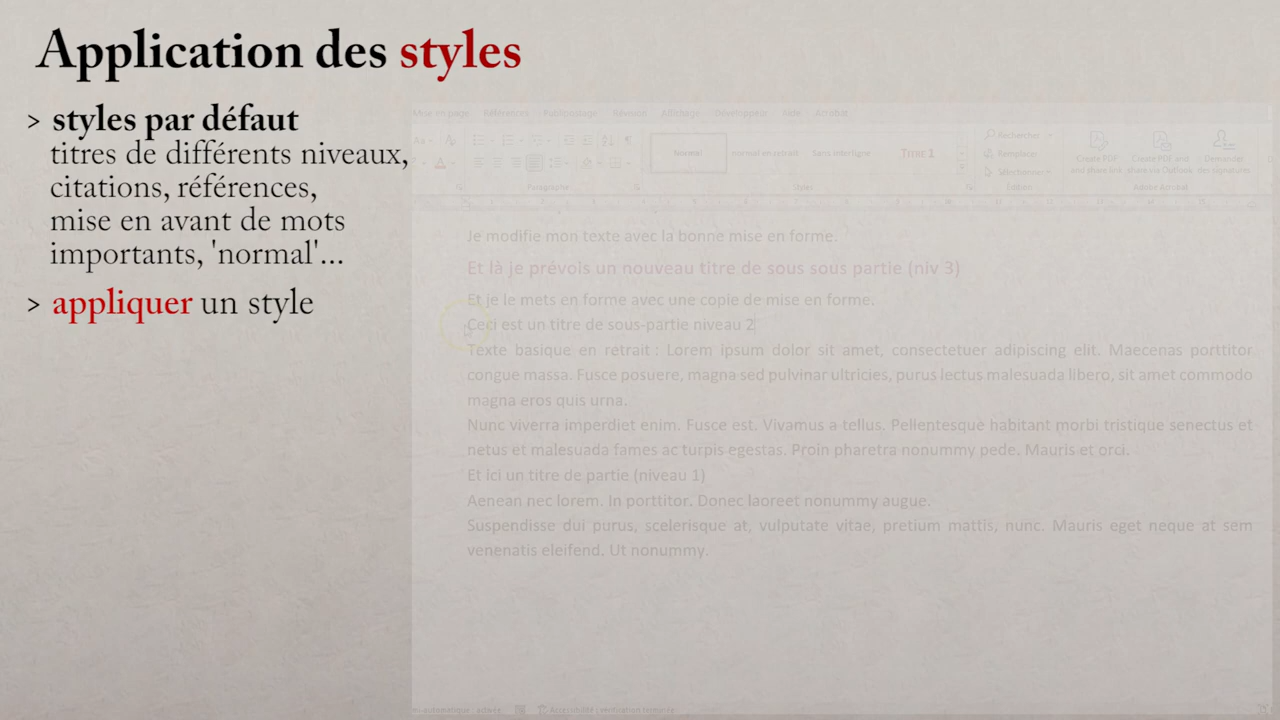 Application des styles
> styles par défaut
titres de différents niveaux,
citations, références,
mise en avant de mots
importants, 'normal'...
> appliquer un style
Mise en page Références Publipostage Révision Affichage Développeur Aide Acrobat
Normal normal en extrait Sans interligne TITRE 1
Rechercher
Remplacer
Sélectionner
Create PDF and share link
Create PDF and share via Outlook
Demander des signatures
Paragraphe Styles Édition Adobe Acrobat
Je modifie mon texte avec la bonne mise en forme.
Et là je prévois un nouveau titre de sous sous partie (niv 3)
Et je le mets en forme avec une copie de mise en forme.
Ceci est un titre de sous-partie niveau 2
Texte basique en retrait : Lorem ipsum dolor sit amet, consectetuer adipiscing elit. Maecenas porttitor
congue massa. Fusce posuere, magna sed pulvinar ultricies, purus lectus malesuada libero, sit amet commodo
magna eros quis urna.
Nunc viverra imperdiet enim. Fusce est. Vivamus a tellus. Pellentesque habitant morbi tristique senectus et
netus et malesuada fames ac turpis egestas. Proin pharetra nonummy pede. Mauris et orci.
Et ici un titre de partie (niveau 1)
Aenean nec lorem. In porttitor. Donec laoreet nonummy augue.
Suspendisse dui purus, scelerisque at, vulputate vitae, pretium mattis, nunc. Mauris eget neque at sem
venenatis eleifend. Ut nonummy.
Accessibilité : vérification terminée